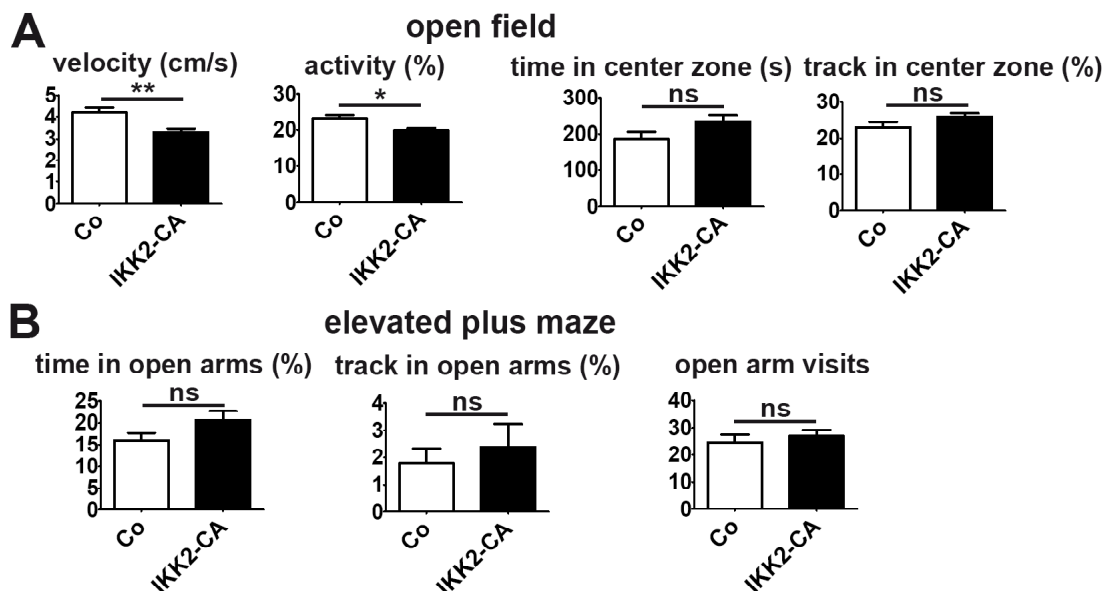 A
open field
velocity (cm/s)
**
5
4
3
2
1
0
Co
IKK2-CA
activity (%)
*
30
20
10
0
Co
IKK2-CA
time in center zone (s)
ns
300
200
100
0
Co
IKK2-CA
track in center zone (%)
ns
30
20
10
0
Co
IKK2-CA
B
elevated plus maze
time in open arms (%)
ns
25
20
15
10
5
0
Co
IKK2-CA
track in open arms (%)
ns
4
3
2
1
0
Co
IKK2-CA
open arm visits
ns
40
30
20
10
0
Co
IKK2-CA